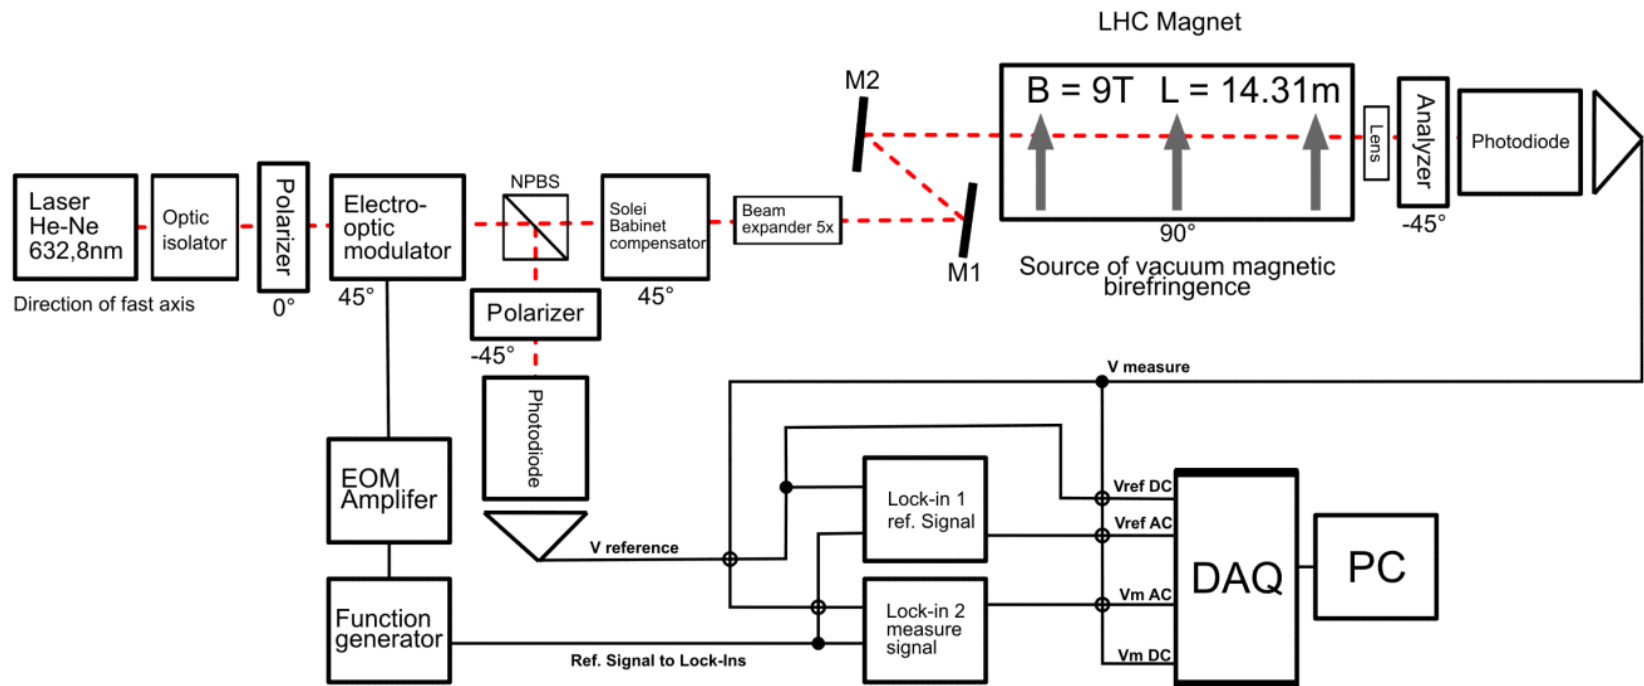 LHC Magnet
M2
B = 9T L = 14.31m
Lens
Analyzer
Photodiode
-45°
90°
Source of vacuum magnetic
birefringence
Laser
He-Ne
632,8nm
Optic
isolator
Polarizer
Electro-
optic
modulator
NPBS
Solei
Babinet
compensator
Beam
expander 5x
M1
Direction of fast axis
0°
45°
45°
Polarizer
-45°
Photodiode
V measure
EOM
Amplifer
V reference
Lock-in 1
ref. Signal
Vref DC
Vref AC
DAQ
PC
Function
generator
Lock-in 2
measure
signal
Vm AC
Vm DC
Ref. Signal to Lock-Ins